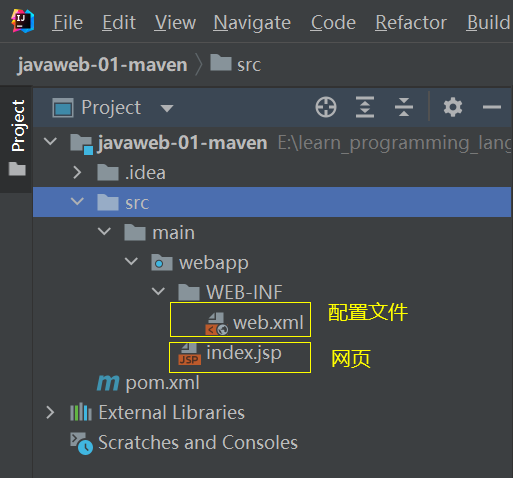 File Edit View Navigate Code Refactor Build
javaweb-01-maven src
Project
Project
javaweb-01-maven E:\learn_programming_lang
.idea
src
main
webapp
WEB-INF
web.xml 配置文件
index.jsp 网页
pom.xml
External Libraries
Scratches and Consoles